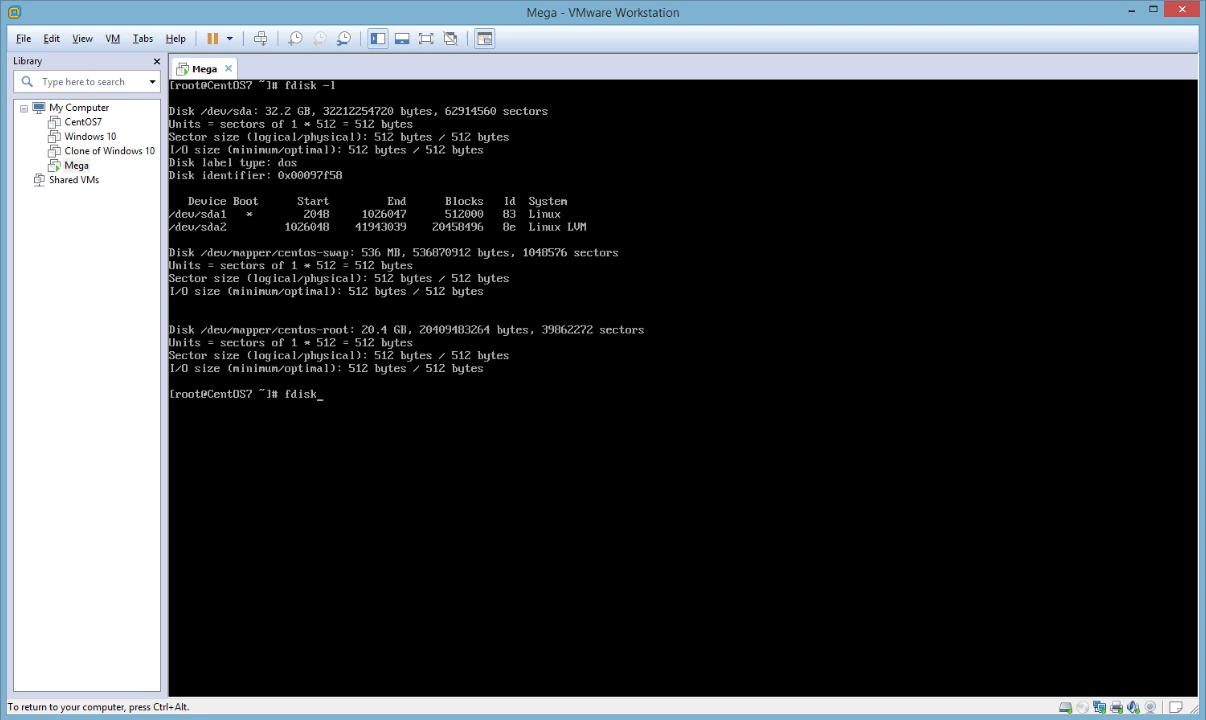 Mega - VMware Workstation
File Edit View VM Tabs Help
Library
Type here to search
My Computer
CentOS7
Windows 10
Clone of Windows 10
Mega
Shared VMs
Mega
[root@CentOS7 ~]# fdisk -l
Disk /dev/sda: 32.2 GB, 32212254720 bytes, 62914560 sectors
Units = sectors of 1 * 512 = 512 bytes
Sector size (logical/physical): 512 bytes / 512 bytes
I/O size (minimum/optimal): 512 bytes / 512 bytes
Disk label type: dos
Disk identifier: 0x00097f58
Device Boot Start End Blocks Id System
/dev/sda1 * 2048 1026047 512000 83 Linux
/dev/sda2 1026048 41943039 20458496 8e Linux LVM
Disk /dev/mapper/centos-swap: 536 MB, 536870912 bytes, 1048576 sectors
Units = sectors of 1 * 512 = 512 bytes
Sector size (logical/physical): 512 bytes / 512 bytes
I/O size (minimum/optimal): 512 bytes / 512 bytes
Disk /dev/mapper/centos-root: 20.4 GB, 20409483264 bytes, 39862272 sectors
Units = sectors of 1 * 512 = 512 bytes
Sector size (logical/physical): 512 bytes / 512 bytes
I/O size (minimum/optimal): 512 bytes / 512 bytes
[root@CentOS7 ~]# fdisk_
To return to your computer, press Ctrl+Alt.